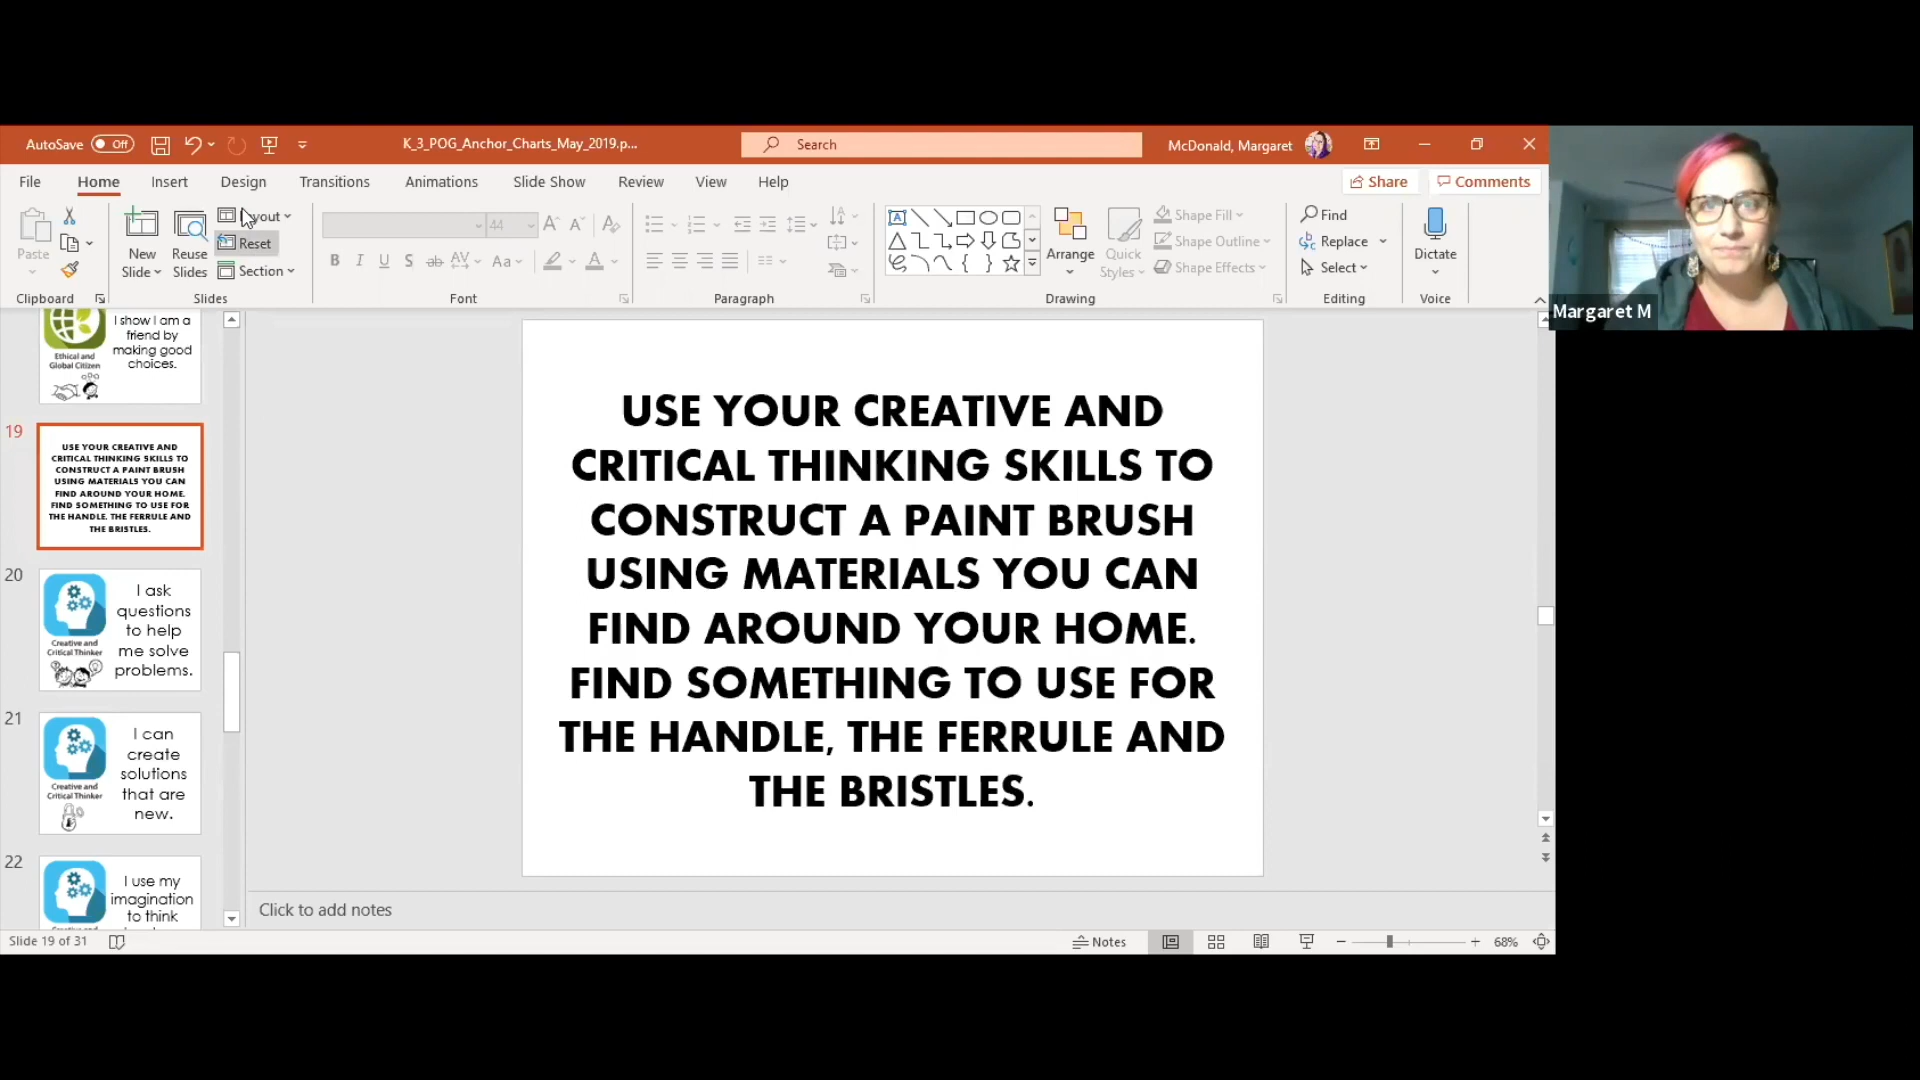 AutoSave Off K_3_POG_Anchor_Charts_May_2019.p... Search McDonald, Margaret
File Home Insert Design Transitions Animations Slide Show Review View Help Share Comments
Paste
New Slide
Reuse Slides
Reset
Section
44
B I U S ab AV Aa A
Arrange
Quick Styles
Shape Fill
Shape Outline
Shape Effects
Find
Replace
Select
Dictate
Clipboard Slides Font Paragraph Drawing Editing Voice
Margaret M
Ethical and
Global Citizen
I show I am a
friend by
making good
choices.
19
USE YOUR CREATIVE AND
CRITICAL THINKING SKILLS TO
CONSTRUCT A PAINT BRUSH
USING MATERIALS YOU CAN
FIND AROUND YOUR HOME.
FIND SOMETHING TO USE FOR
THE HANDLE, THE FERRULE AND
THE BRISTLES.
20
Creative and
Critical Thinker
I ask
questions
to help
me solve
problems.
21
Creative and
Critical Thinker
I can
create
solutions
that are
new.
22
I use my
imagination
to think
USE YOUR CREATIVE AND
CRITICAL THINKING SKILLS TO
CONSTRUCT A PAINT BRUSH
USING MATERIALS YOU CAN
FIND AROUND YOUR HOME.
FIND SOMETHING TO USE FOR
THE HANDLE, THE FERRULE AND
THE BRISTLES.
Click to add notes
Slide 19 of 31 Notes 68%